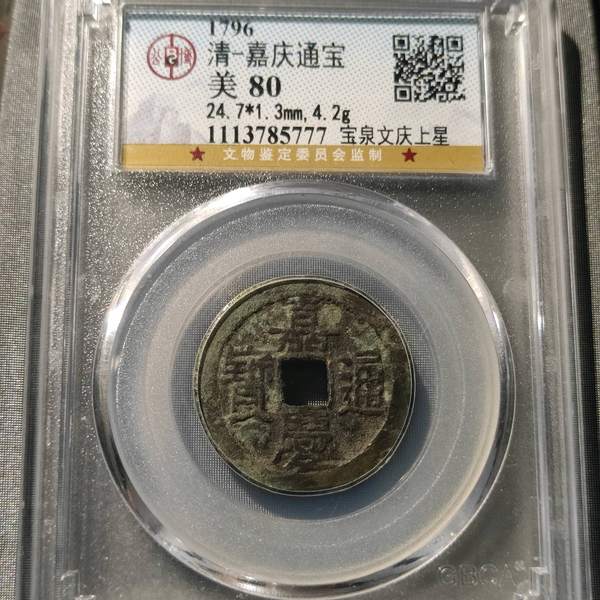 1796
清-嘉庆通宝
美 80
24.7*1.3mm, 4.2g
1113785777 宝泉文庆上星
★ 文物鉴定委员会监制 ★
嘉慶通寶
GBCA